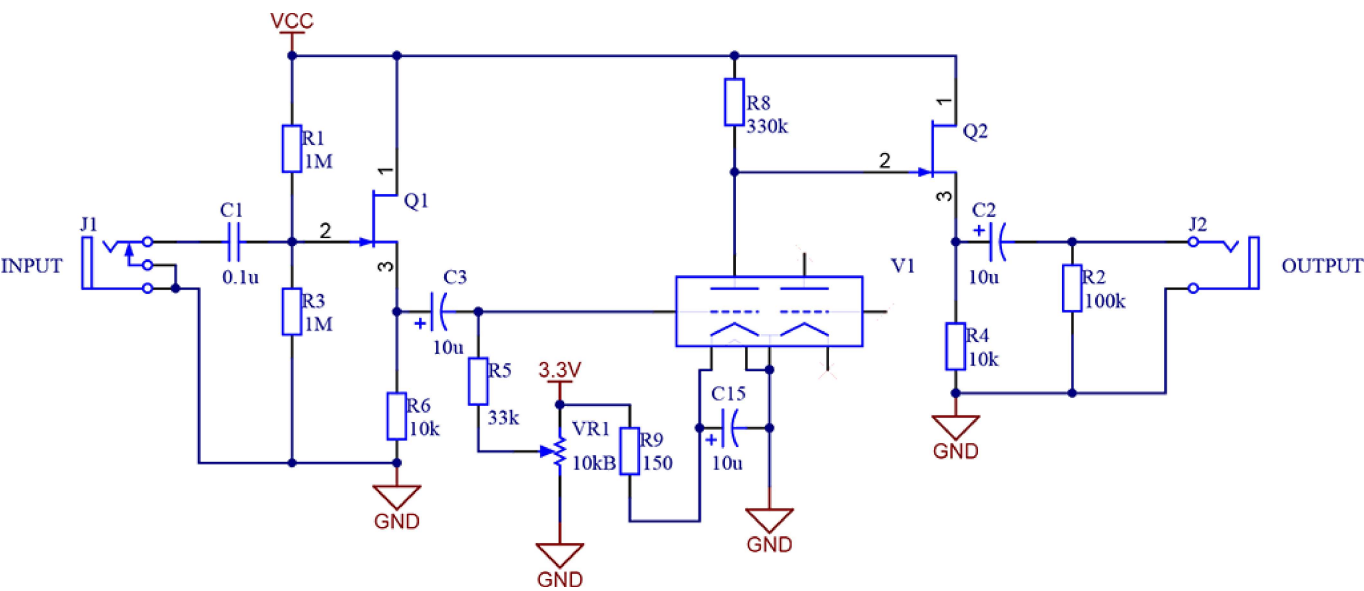 VCC
R1
1M
1
Q1
2
3
J1
INPUT
C1
0.1u
R3
1M
C3
+
10u
R5
33k
R6
10k
GND
3.3V
VR1
10kB
R9
150
GND
C15
+
10u
GND
R8
330k
V1
1
Q2
2
3
C2
+
10u
R4
10k
GND
R2
100k
J2
OUTPUT